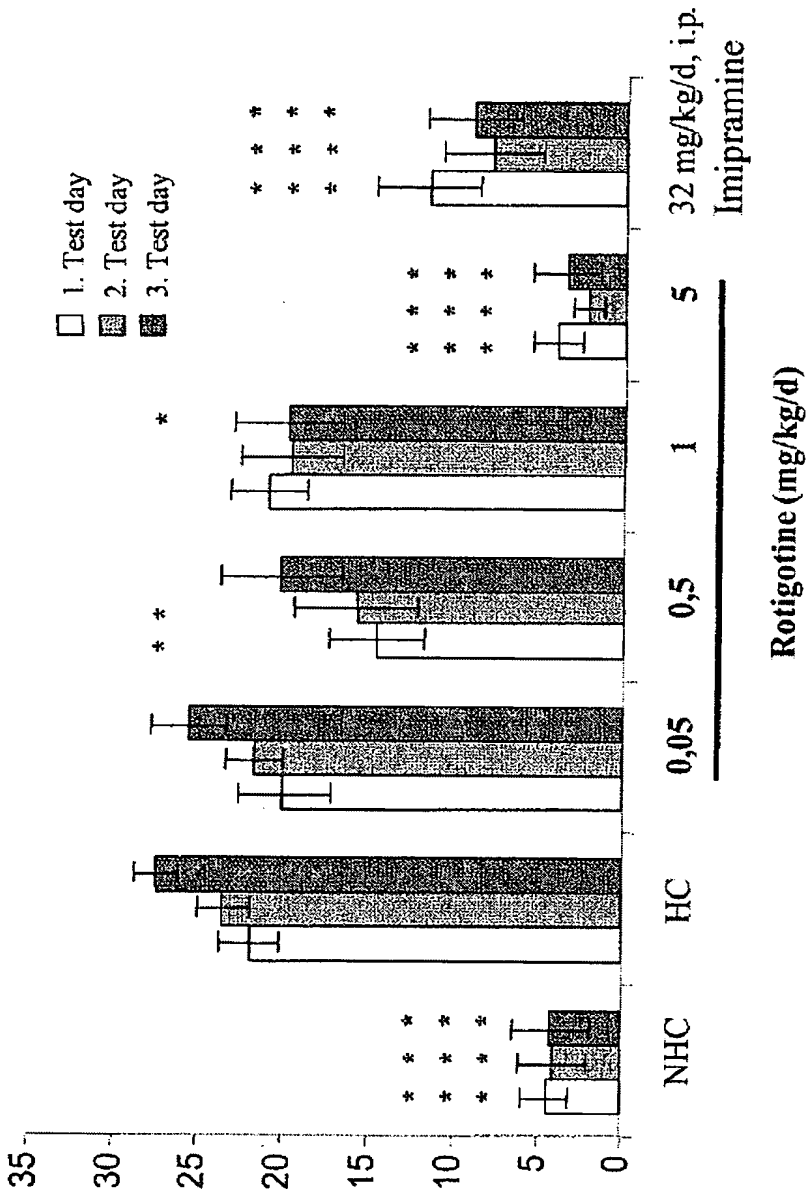 1. Test day
2. Test day
3. Test day
35
30
25
20
15
10
5
0
* * *
* * *
* * *
* *
*
* * *
* * *
* * *
* * *
* * *
* * *
NHC
HC
0,05
0,5
1
5
32 mg/kg/d, i.p.
Imipramine
Rotigotine (mg/kg/d)